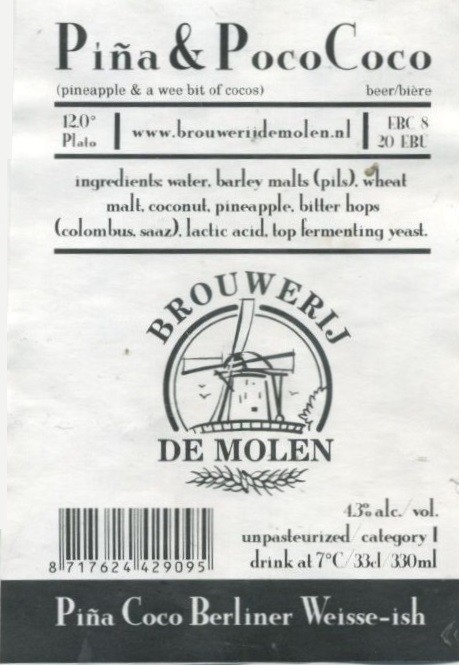 Piña & PocoCoco
(pineapple & a wee bit of cocos) beer/bière
12.0° Plato | www.brouwerijdemolen.nl | EBC 8 20 EBU
ingredients: water, barley malts (pils), wheat
malt, coconut, pineapple, bitter hops
(colombus, saaz), lactic acid, top fermenting yeast.
BROUWERIJ
DE MOLEN
4.3% alc./vol.
unpasteurized/category I
drink at 7°C/33cl/330ml
8 717624 429095
Piña Coco Berliner Weisse-ish